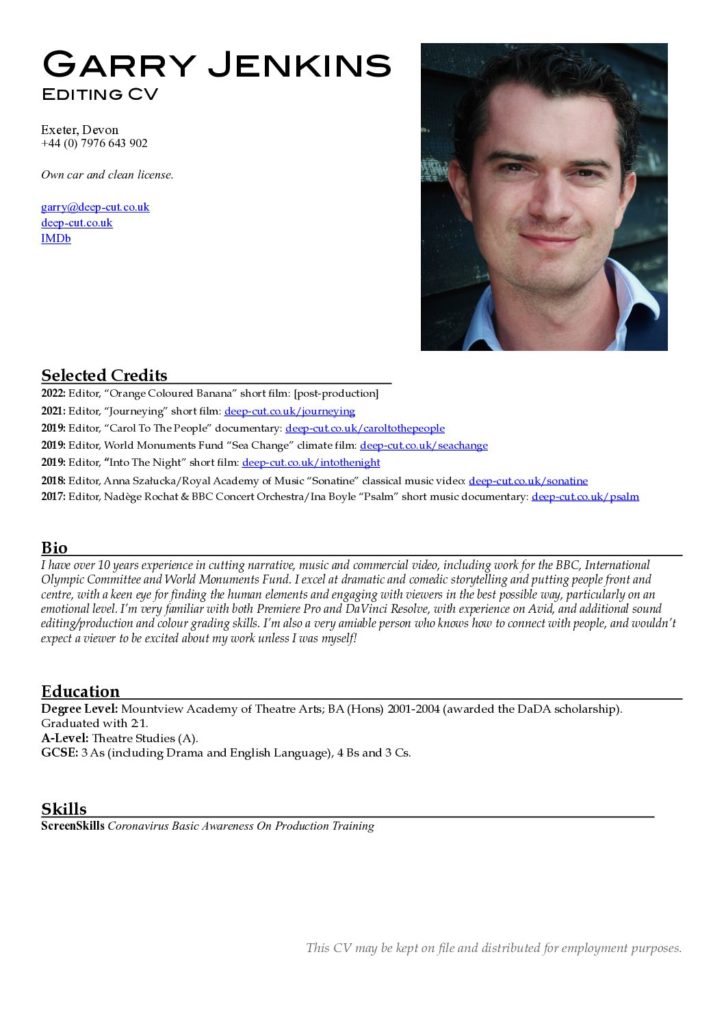 GARRY JENKINS
EDITING CV
Exeter, Devon
+44 (0) 7976 643 902
Own car and clean license.
garry@deep-cut.co.uk
deep-cut.co.uk
IMDb
Selected Credits
2022: Editor, “Orange Coloured Banana” short film: [post-production]
2021: Editor, “Journeying” short film: deep-cut.co.uk/journeying
2019: Editor, “Carol To The People” documentary: deep-cut.co.uk/caroltothepeople
2019: Editor, World Monuments Fund “Sea Change” climate film: deep-cut.co.uk/seachange
2019: Editor, “Into The Night” short film: deep-cut.co.uk/intothenight
2018: Editor, Anna Szałucka/Royal Academy of Music “Sonatine” classical music video: deep-cut.co.uk/sonatine
2017: Editor, Nadège Rochat & BBC Concert Orchestra/Ina Boyle “Psalm” short music documentary: deep-cut.co.uk/psalm
Bio
I have over 10 years experience in cutting narrative, music and commercial video, including work for the BBC, International
Olympic Committee and World Monuments Fund. I excel at dramatic and comedic storytelling and putting people front and
centre, with a keen eye for finding the human elements and engaging with viewers in the best possible way, particularly on an
emotional level. I’m very familiar with both Premiere Pro and DaVinci Resolve, with experience on Avid, and additional sound
editing/production and colour grading skills. I’m also a very amiable person who knows how to connect with people, and wouldn’t
expect a viewer to be excited about my work unless I was myself!
Education
Degree Level: Mountview Academy of Theatre Arts; BA (Hons) 2001-2004 (awarded the DaDA scholarship).
Graduated with 2:1.
A-Level: Theatre Studies (A).
GCSE: 3 As (including Drama and English Language), 4 Bs and 3 Cs.
Skills
ScreenSkills Coronavirus Basic Awareness On Production Training
This CV may be kept on file and distributed for employment purposes.